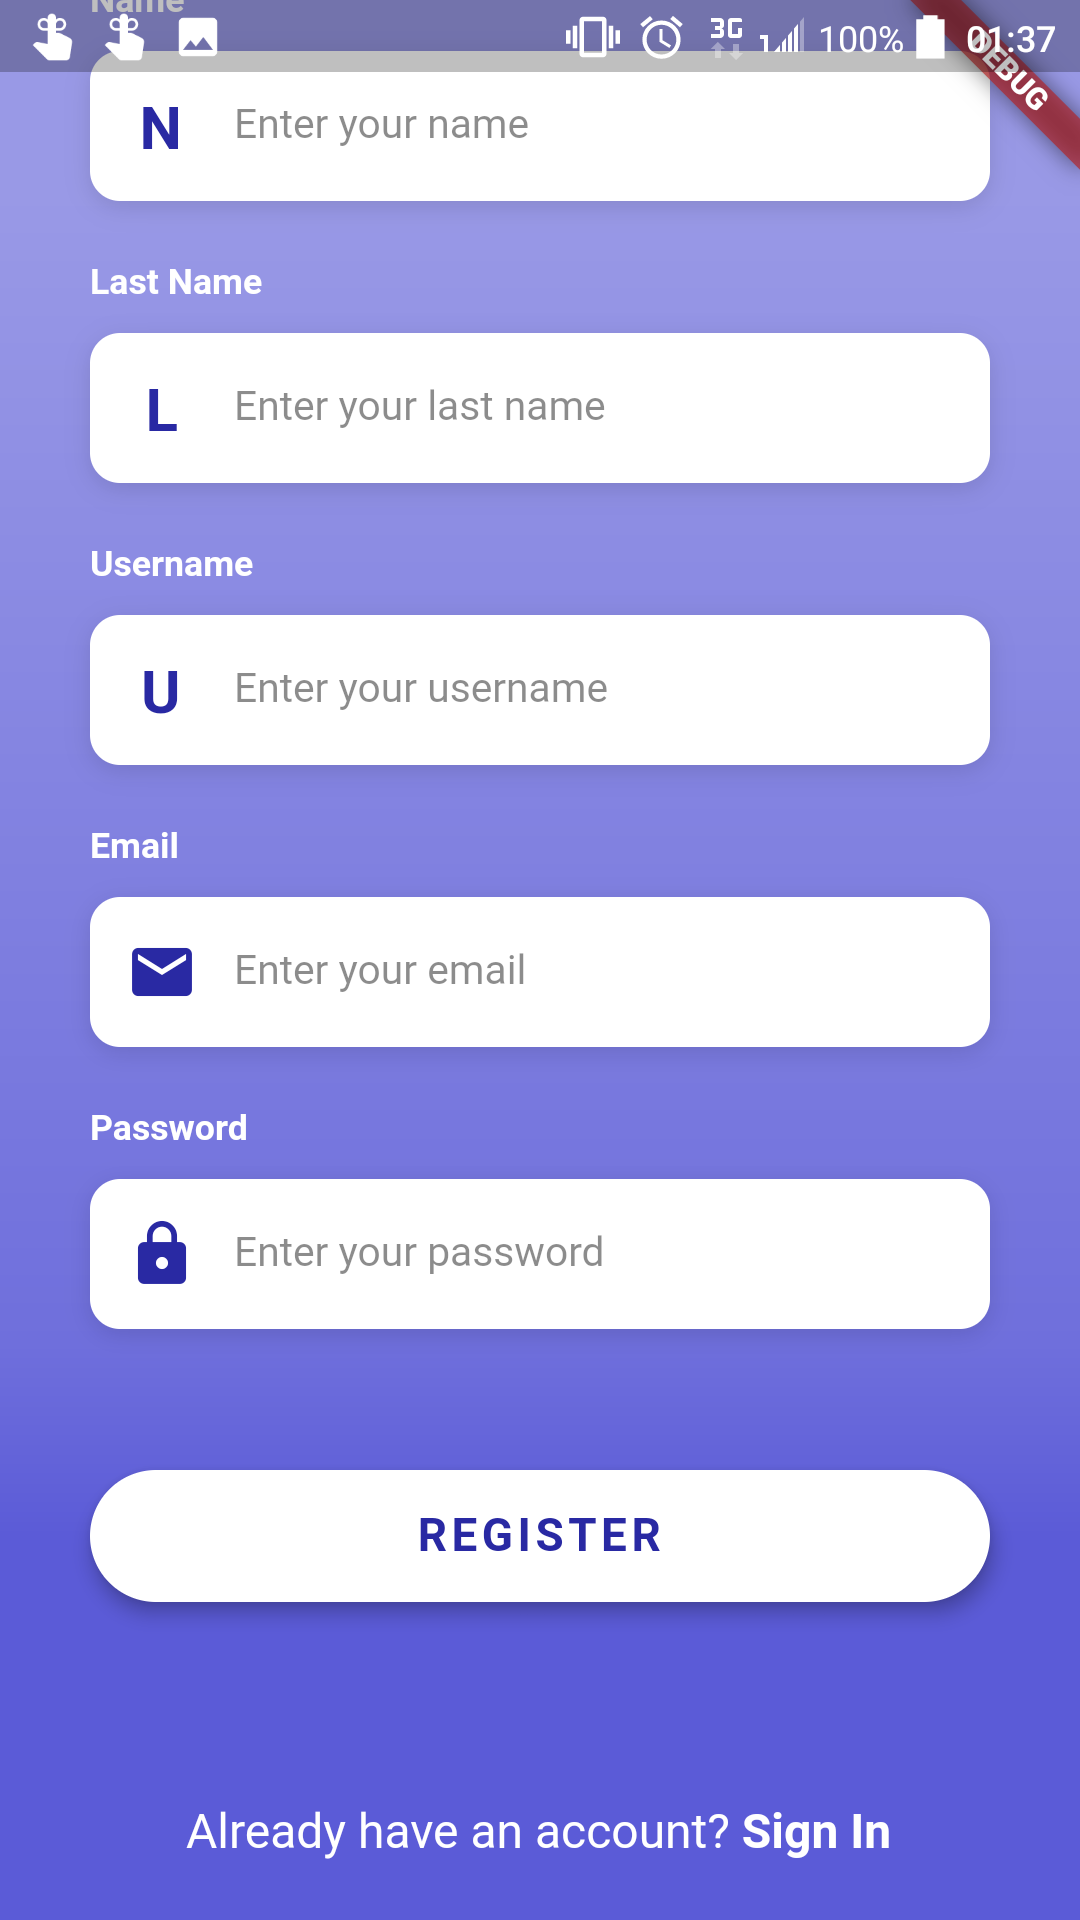 Name
3G 100% 01:37
DEBUG
N Enter your name
Last Name
L Enter your last name
Username
U Enter your username
Email
Enter your email
Password
Enter your password
REGISTER
Already have an account? Sign In